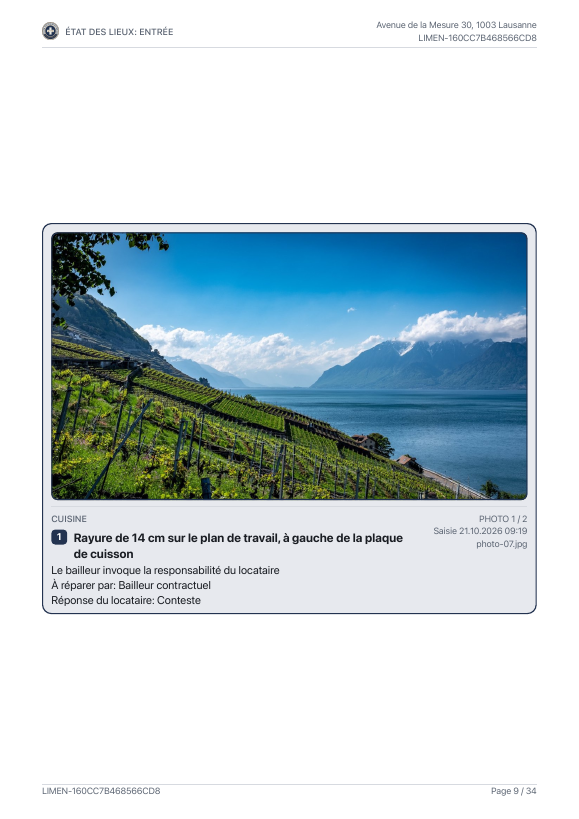 ÉTAT DES LIEUX: ENTRÉE
Avenue de la Mesure 30, 1003 Lausanne
LIMEN-160CC7B468566CD8
CUISINE
PHOTO 1 / 2
Saisie 21.10.2026 09:19
photo-07.jpg
1 Rayure de 14 cm sur le plan de travail, à gauche de la plaque
de cuisson
Le bailleur invoque la responsabilité du locataire
À réparer par: Bailleur contractuel
Réponse du locataire: Conteste
LIMEN-160CC7B468566CD8
Page 9 / 34